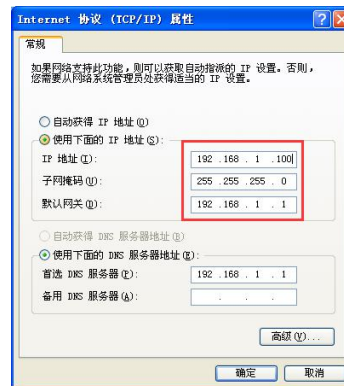 Internet 协议 (TCP/IP) 属性
常规
如果网络支持此功能，则可以获取自动指派的 IP 设置。否则，
您需要从网络系统管理员处获得适当的 IP 设置。
自动获得 IP 地址(O)
使用下面的 IP 地址(S):
IP 地址(I): 192 .168 . 1 .100
子网掩码(U): 255 .255 .255 . 0
默认网关(D): 192 .168 . 1 . 1
自动获得 DNS 服务器地址(B)
使用下面的 DNS 服务器地址(E):
首选 DNS 服务器(P): 192 .168 . 1 . 1
备用 DNS 服务器(A): . . .
高级(V)...
确定 取消